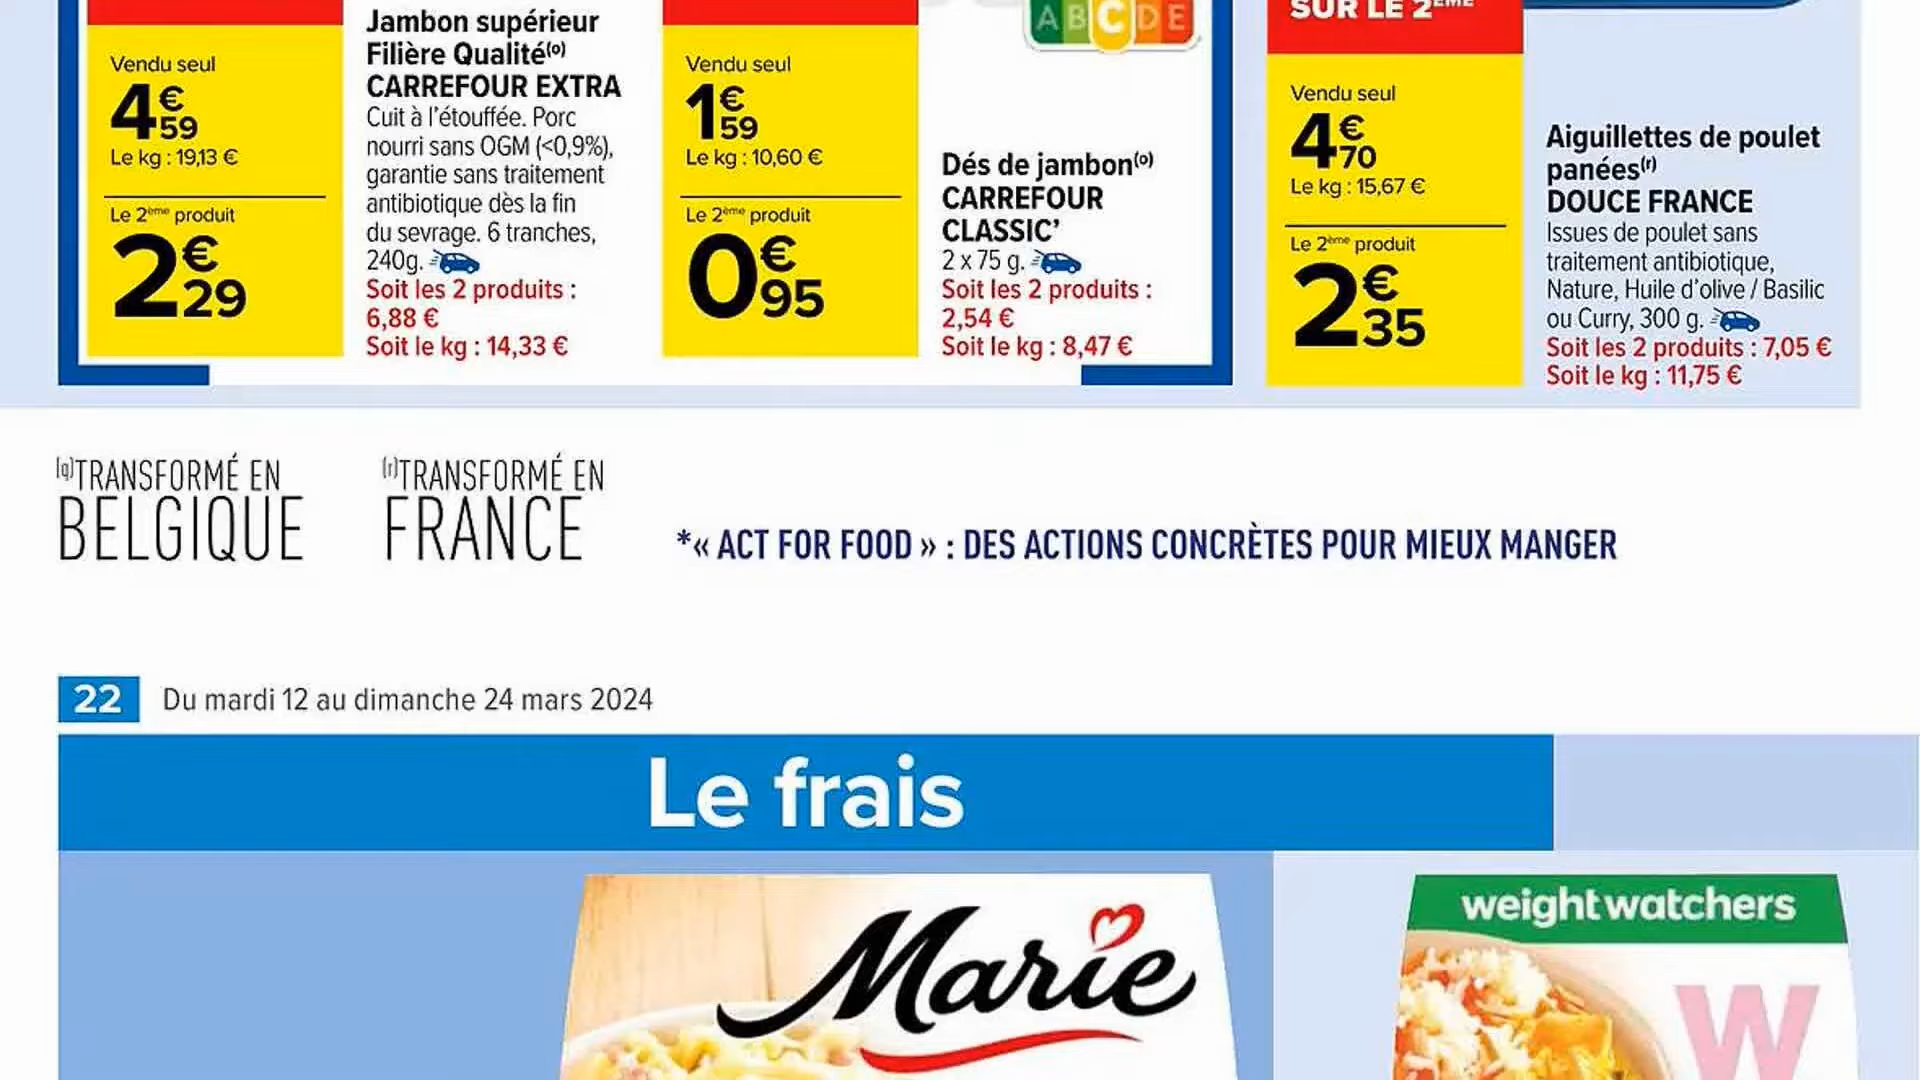 Vendu seul
4€59
Le kg : 19,13 €
Le 2ème produit
2€29
Jambon supérieur
Filière Qualité(o)
CARREFOUR EXTRA
Cuit à l'étouffée. Porc
nourri sans OGM (<0,9%),
garantie sans traitement
antibiotique dès la fin
du sevrage. 6 tranches,
240g.
Soit les 2 produits :
6,88 €
Soit le kg : 14,33 €
Vendu seul
1€59
Le kg : 10,60 €
Le 2ème produit
0€95
A B C D E
Dés de jambon(o)
CARREFOUR
CLASSIC'
2 x 75 g.
Soit les 2 produits :
2,54 €
Soit le kg : 8,47 €
SUR LE 2ÈME
Vendu seul
4€70
Le kg : 15,67 €
Le 2ème produit
2€35
Aiguillettes de poulet
panées(r)
DOUCE FRANCE
Issues de poulet sans
traitement antibiotique,
Nature, Huile d'olive / Basilic
ou Curry, 300 g.
Soit les 2 produits : 7,05 €
Soit le kg : 11,75 €
(q)TRANSFORMÉ EN
BELGIQUE
(r)TRANSFORMÉ EN
FRANCE
*« ACT FOR FOOD » : DES ACTIONS CONCRÈTES POUR MIEUX MANGER
22 Du mardi 12 au dimanche 24 mars 2024
Le frais
Marie
weightwatchers
W